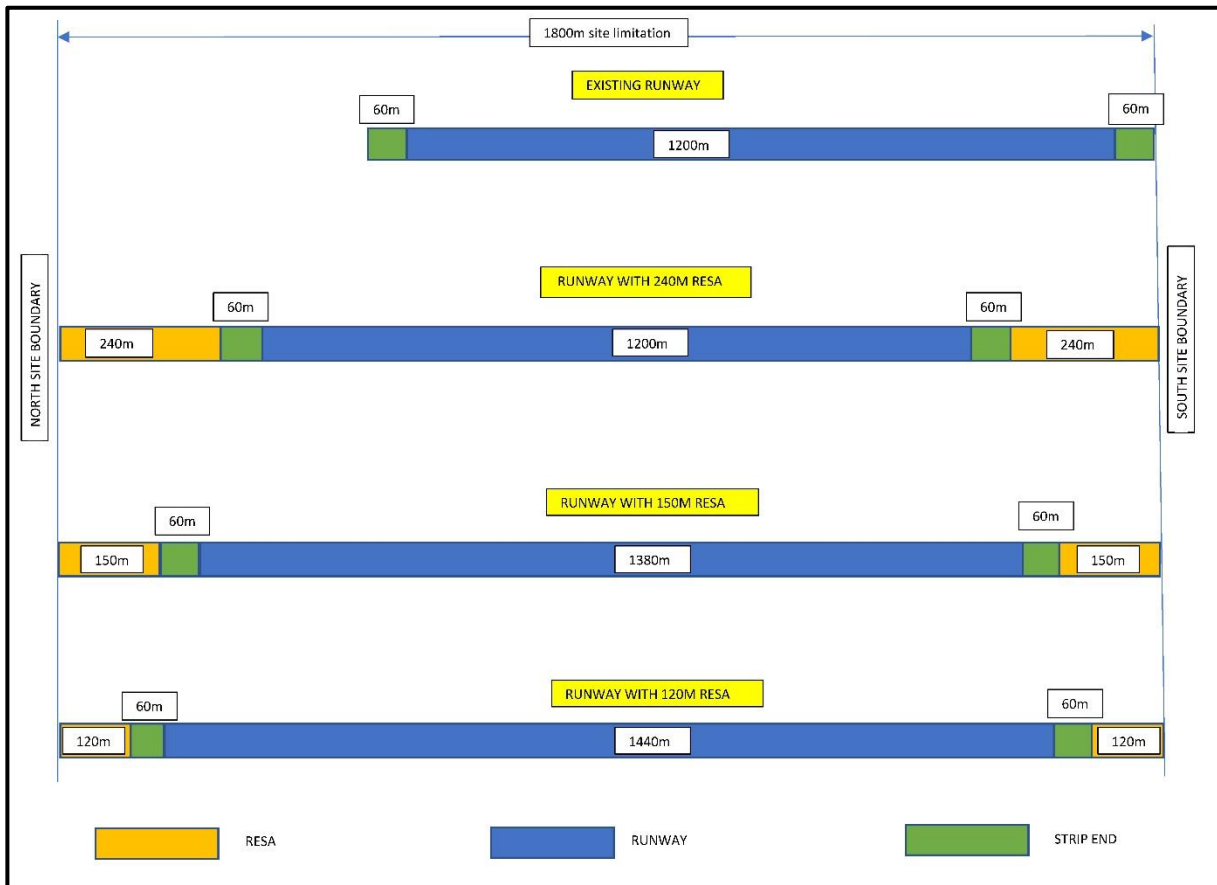 1800m site limitation
EXISTING RUNWAY
60m
60m
1200m
NORTH SITE BOUNDARY
SOUTH SITE BOUNDARY
RUNWAY WITH 240M RESA
60m
60m
240m
1200m
240m
RUNWAY WITH 150M RESA
60m
60m
150m
1380m
150m
RUNWAY WITH 120M RESA
60m
60m
120m
1440m
120m
RESA
RUNWAY
STRIP END